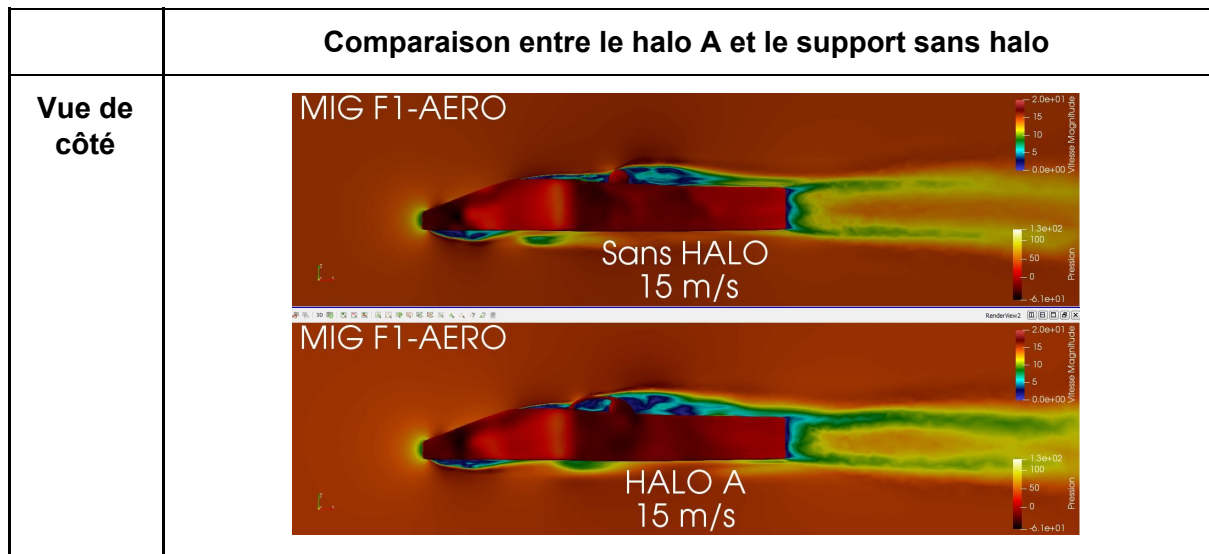 Comparaison entre le halo A et le support sans halo
Vue de
côté
MIG F1-AERO
2.0e+01
15
10
5
0.0e+00
Vitesse Magnitude
1.3e+02
100
50
0
-6.1e+01
Pression
Sans HALO
15 m/s
3D
RenderView2
MIG F1-AERO
2.0e+01
15
10
5
0.0e+00
Vitesse Magnitude
1.3e+02
100
50
0
-6.1e+01
Pression
HALO A
15 m/s